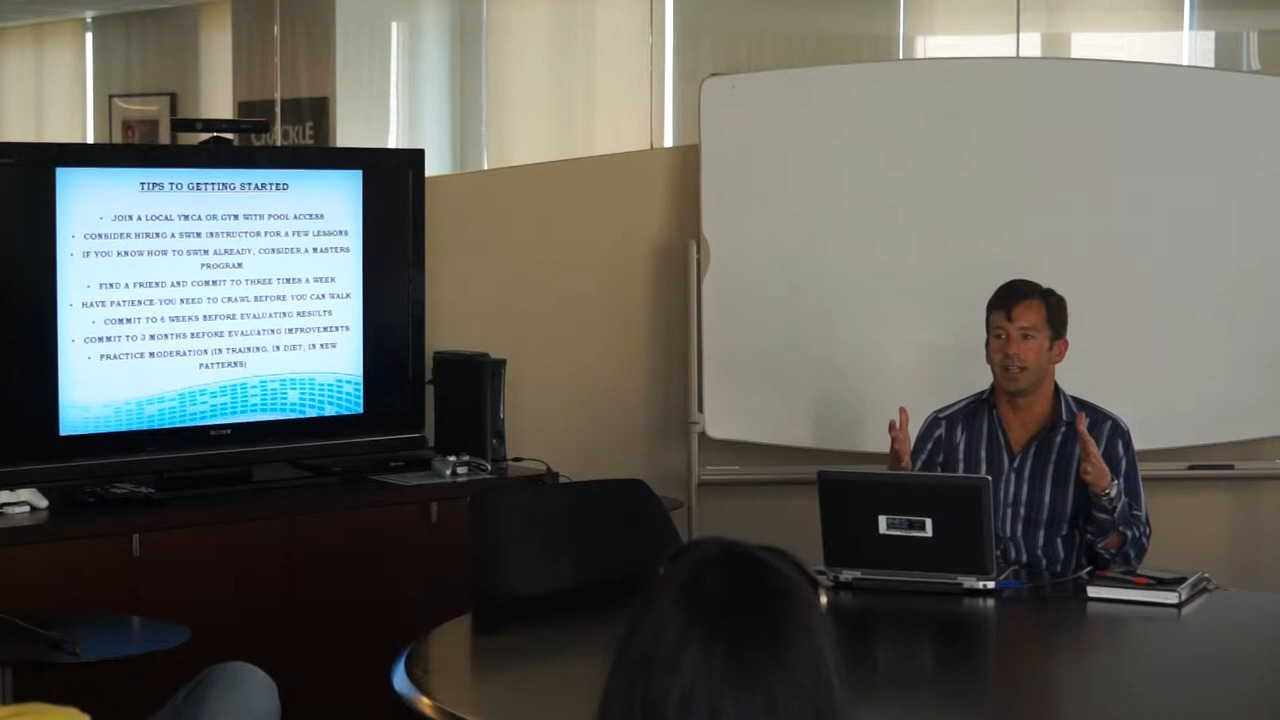 CRACKLE
TIPS TO GETTING STARTED
• JOIN A LOCAL YMCA OR GYM WITH POOL ACCESS
• CONSIDER HIRING A SWIM INSTRUCTOR FOR A FEW LESSONS
• IF YOU KNOW HOW TO SWIM ALREADY, CONSIDER A MASTERS
PROGRAM
• FIND A FRIEND AND COMMIT TO THREE TIMES A WEEK
• HAVE PATIENCE-YOU NEED TO CRAWL BEFORE YOU CAN WALK
• COMMIT TO 6 WEEKS BEFORE EVALUATING RESULTS
• COMMIT TO 3 MONTHS BEFORE EVALUATING IMPROVEMENTS
• PRACTICE MODERATION (IN TRAINING, IN DIET, IN NEW
PATTERNS)
SONY